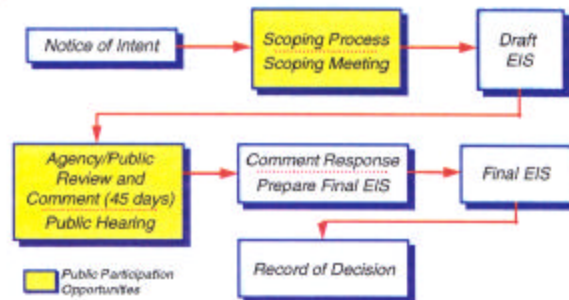 Notice of Intent
Scoping Process
Scoping Meeting
Draft
EIS
Agency/Public
Review and
Comment (45 days)
Public Hearing
Comment Response
Prepare Final EIS
Final EIS
Record of Decision
Public Participation
Opportunities